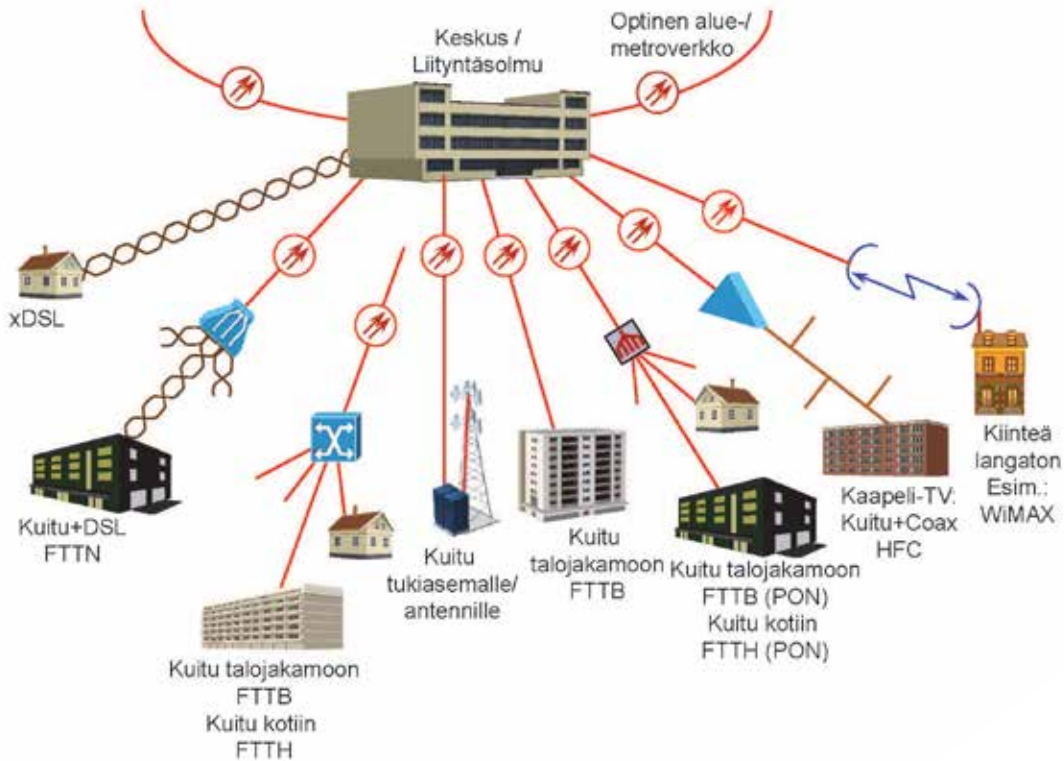 Keskus /
Liityntäsolmu
Optinen alue-/
metroverkko
xDSL
Kuitu+DSL
FTTN
Kuitu talojakamoon
FTTB
Kuitu kotiin
FTTH
Kuitu
tukiasemalle/
antennille
Kuitu
talojakamoon
FTTB
Kuitu talojakamoon
FTTB (PON)
Kuitu kotiin
FTTH (PON)
Kaapeli-TV:
Kuitu+Coax
HFC
Kiinteä
langaton
Esim.:
WiMAX